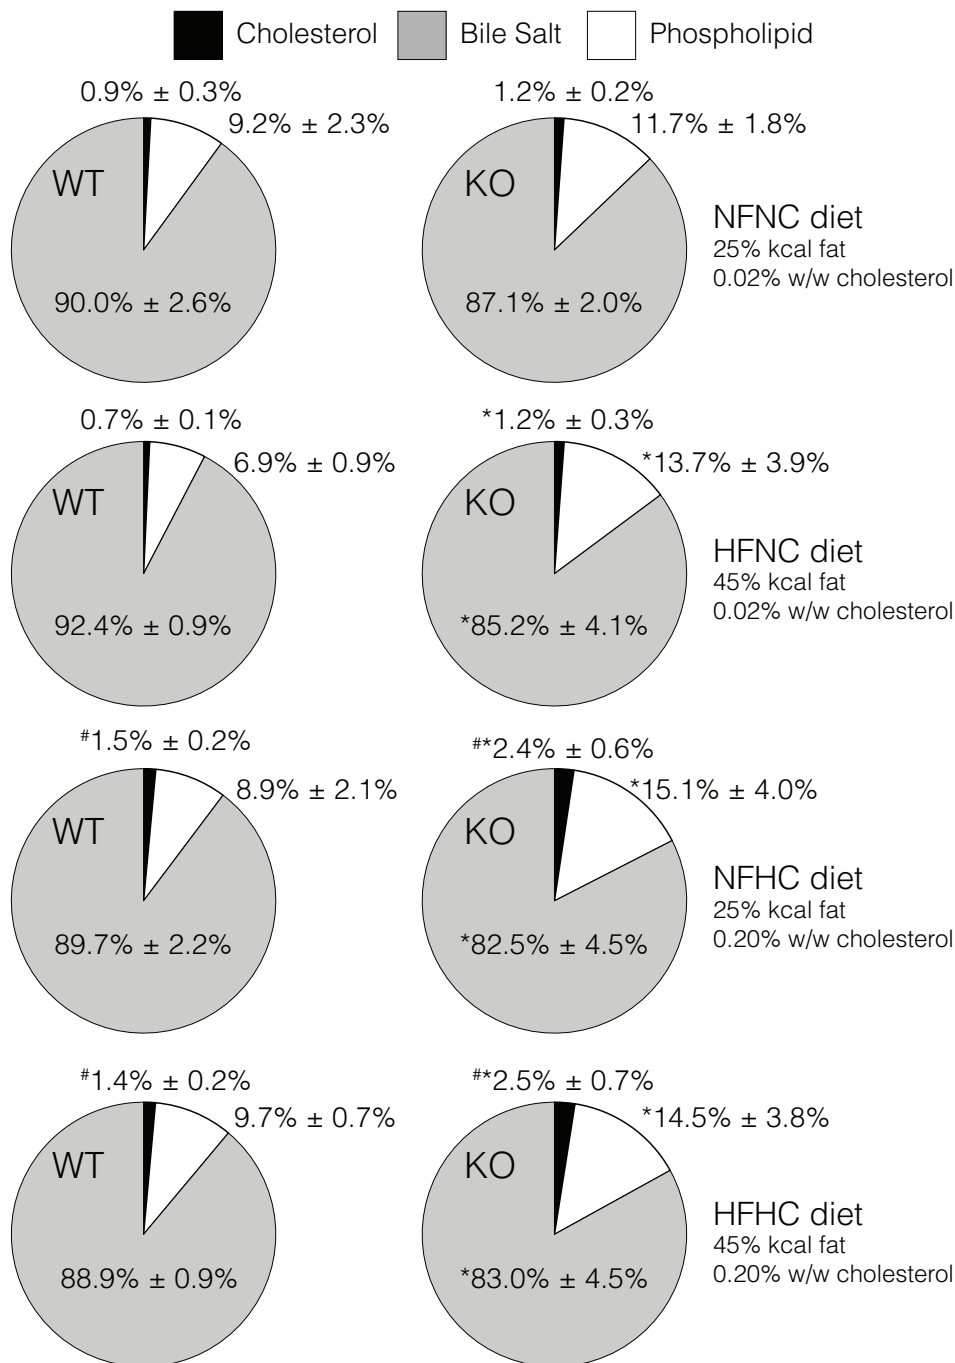 Cholesterol Bile Salt Phospholipid
0.9% ± 0.3% 1.2% ± 0.2%
9.2% ± 2.3% 11.7% ± 1.8%
WT KO
NFNC diet
25% kcal fat
0.02% w/w cholesterol
90.0% ± 2.6% 87.1% ± 2.0%
0.7% ± 0.1% *1.2% ± 0.3%
6.9% ± 0.9% *13.7% ± 3.9%
WT KO
HFNC diet
45% kcal fat
0.02% w/w cholesterol
92.4% ± 0.9% *85.2% ± 4.1%
#1.5% ± 0.2% #*2.4% ± 0.6%
8.9% ± 2.1% *15.1% ± 4.0%
WT KO
NFHC diet
25% kcal fat
0.20% w/w cholesterol
89.7% ± 2.2% *82.5% ± 4.5%
#1.4% ± 0.2% #*2.5% ± 0.7%
9.7% ± 0.7% *14.5% ± 3.8%
WT KO
HFHC diet
45% kcal fat
0.20% w/w cholesterol
88.9% ± 0.9% *83.0% ± 4.5%